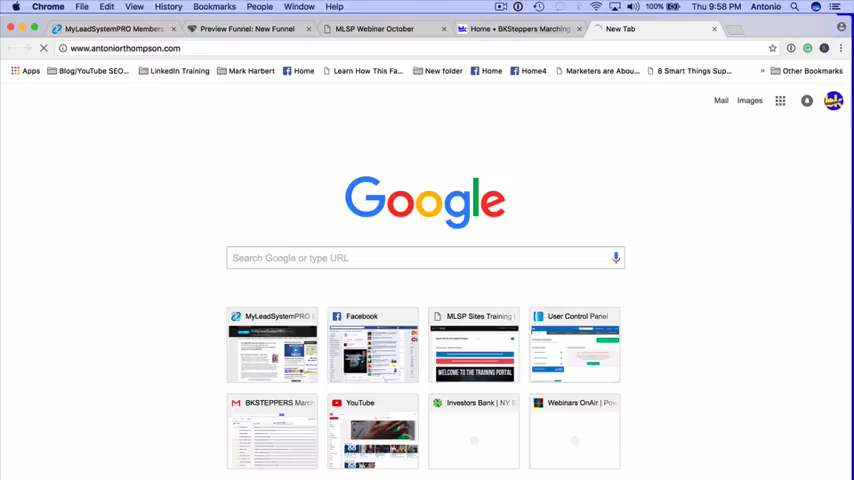 Chrome File Edit View History Bookmarks People Window Help 100% Thu 9:58 PM Antonio
MyLeadSystemPRO Members Preview Funnel: New Funnel MLSP Webinar October Home + BKSteppers Marching New Tab
www.antoniorthompson.com
Apps Blog/YouTube SEO... LinkedIn Training Mark Harbert Home Learn How This Fa... New folder Home Home4 Marketers are Abou... 8 Smart Things Sup... » Other Bookmarks
Mail Images
Google
Search Google or type URL
MyLeadSystemPRO Facebook MLSP Sites Training User Control Panel
WELCOME TO THE TRAINING PORTAL
BKSTEPPERS Marc YouTube Investors Bank | NY Webinars OnAir | Po